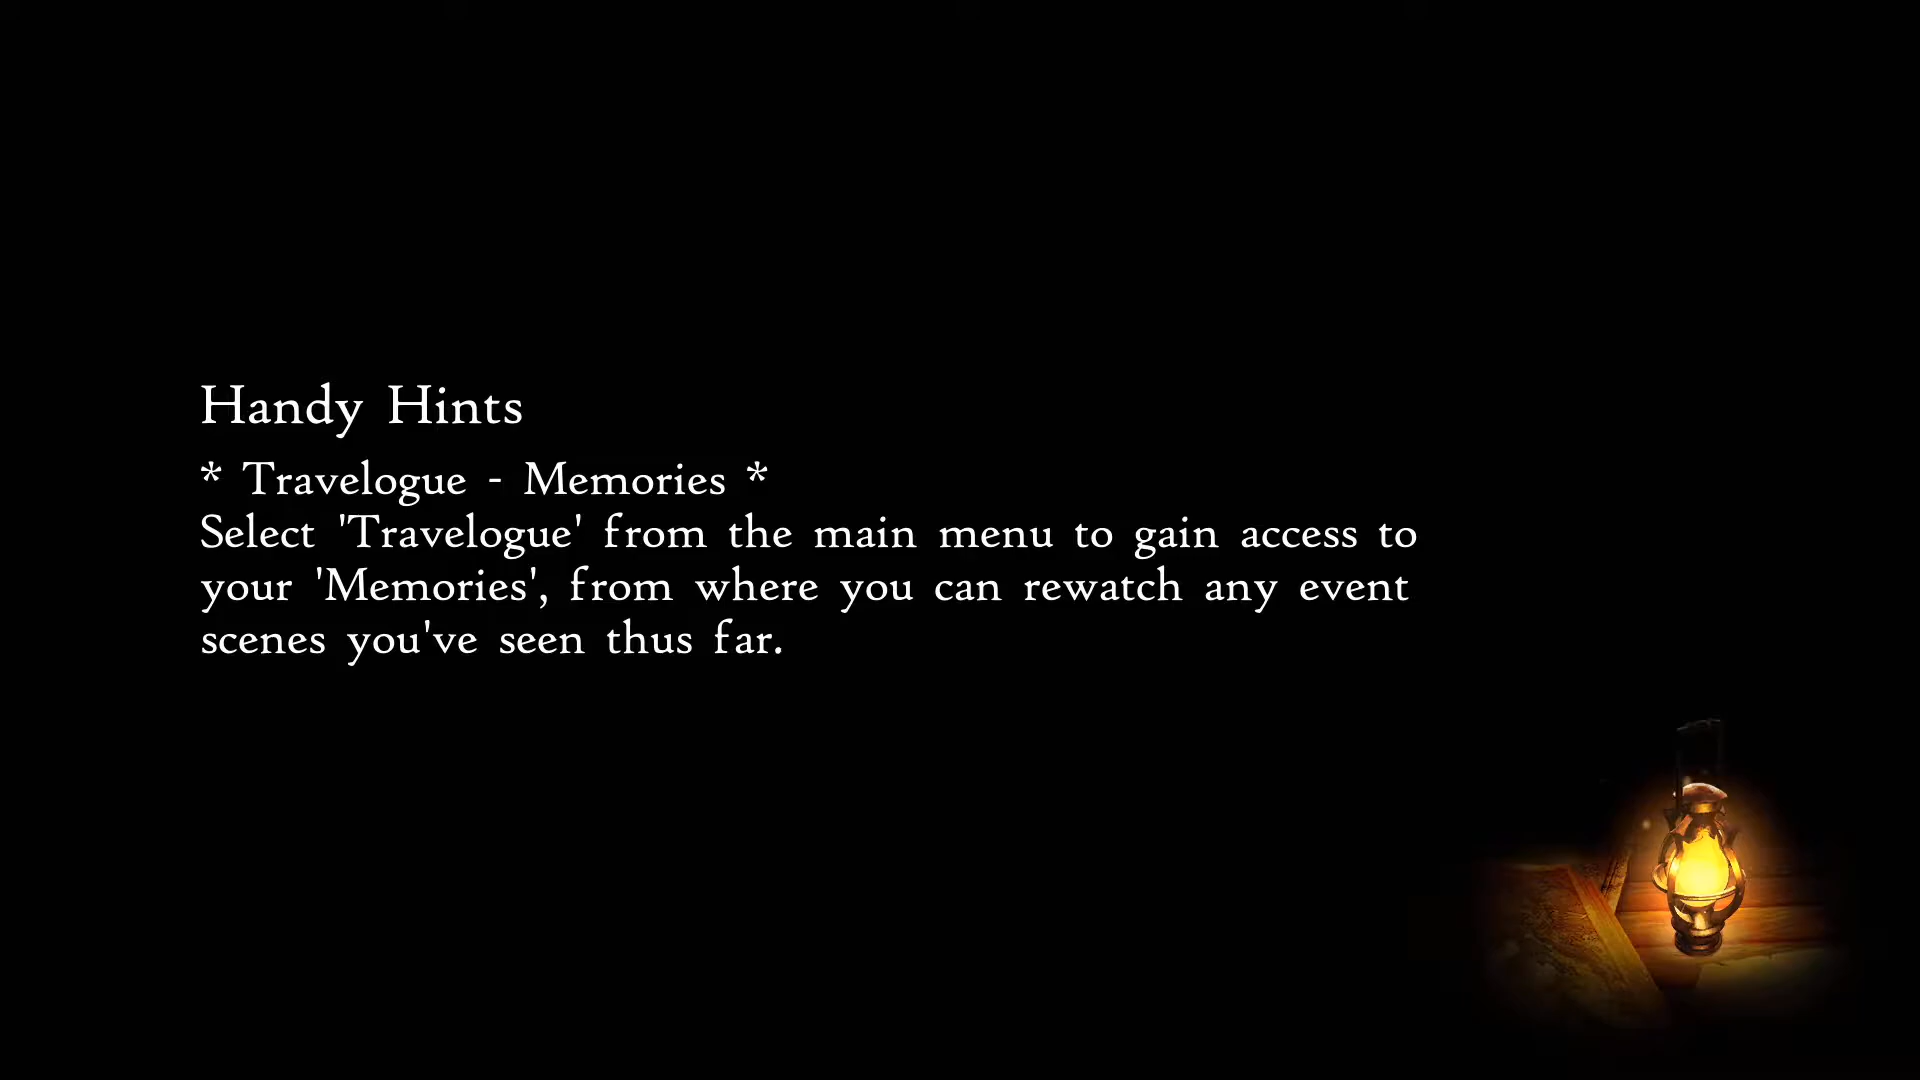 Handy Hints
* Travelogue - Memories *
Select 'Travelogue' from the main menu to gain access to
your 'Memories', from where you can rewatch any event
scenes you've seen thus far.